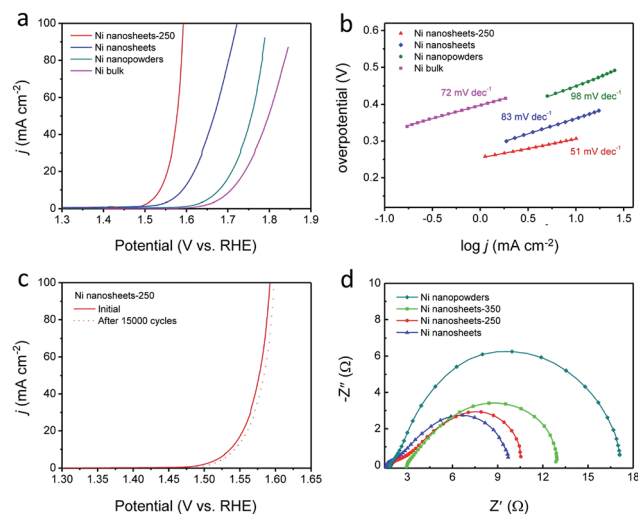 a
Ni nanosheets-250
Ni nanosheets
Ni nanopowders
Ni bulk
j (mA cm-2)
100
80
60
40
20
0
1.3 1.4 1.5 1.6 1.7 1.8 1.9
Potential (V vs. RHE)
b
Ni nanosheets-250
Ni nanosheets
Ni nanopowders
Ni bulk
72 mV dec-1
98 mV dec-1
83 mV dec-1
51 mV dec-1
overpotential (V)
0.6
0.5
0.4
0.3
0.2
-1.0 -0.5 0.0 0.5 1.0 1.5
log j (mA cm-2)
c
Ni nanosheets-250
Initial
After 15000 cycles
j (mA cm-2)
100
80
60
40
20
0
1.30 1.35 1.40 1.45 1.50 1.55 1.60 1.65
Potential (V vs. RHE)
d
Ni nanopowders
Ni nanosheets-350
Ni nanosheets-250
Ni nanosheets
-Z″ (Ω)
-10
-8
-6
-4
-2
0
3 6 9 12 15 18
Z′ (Ω)